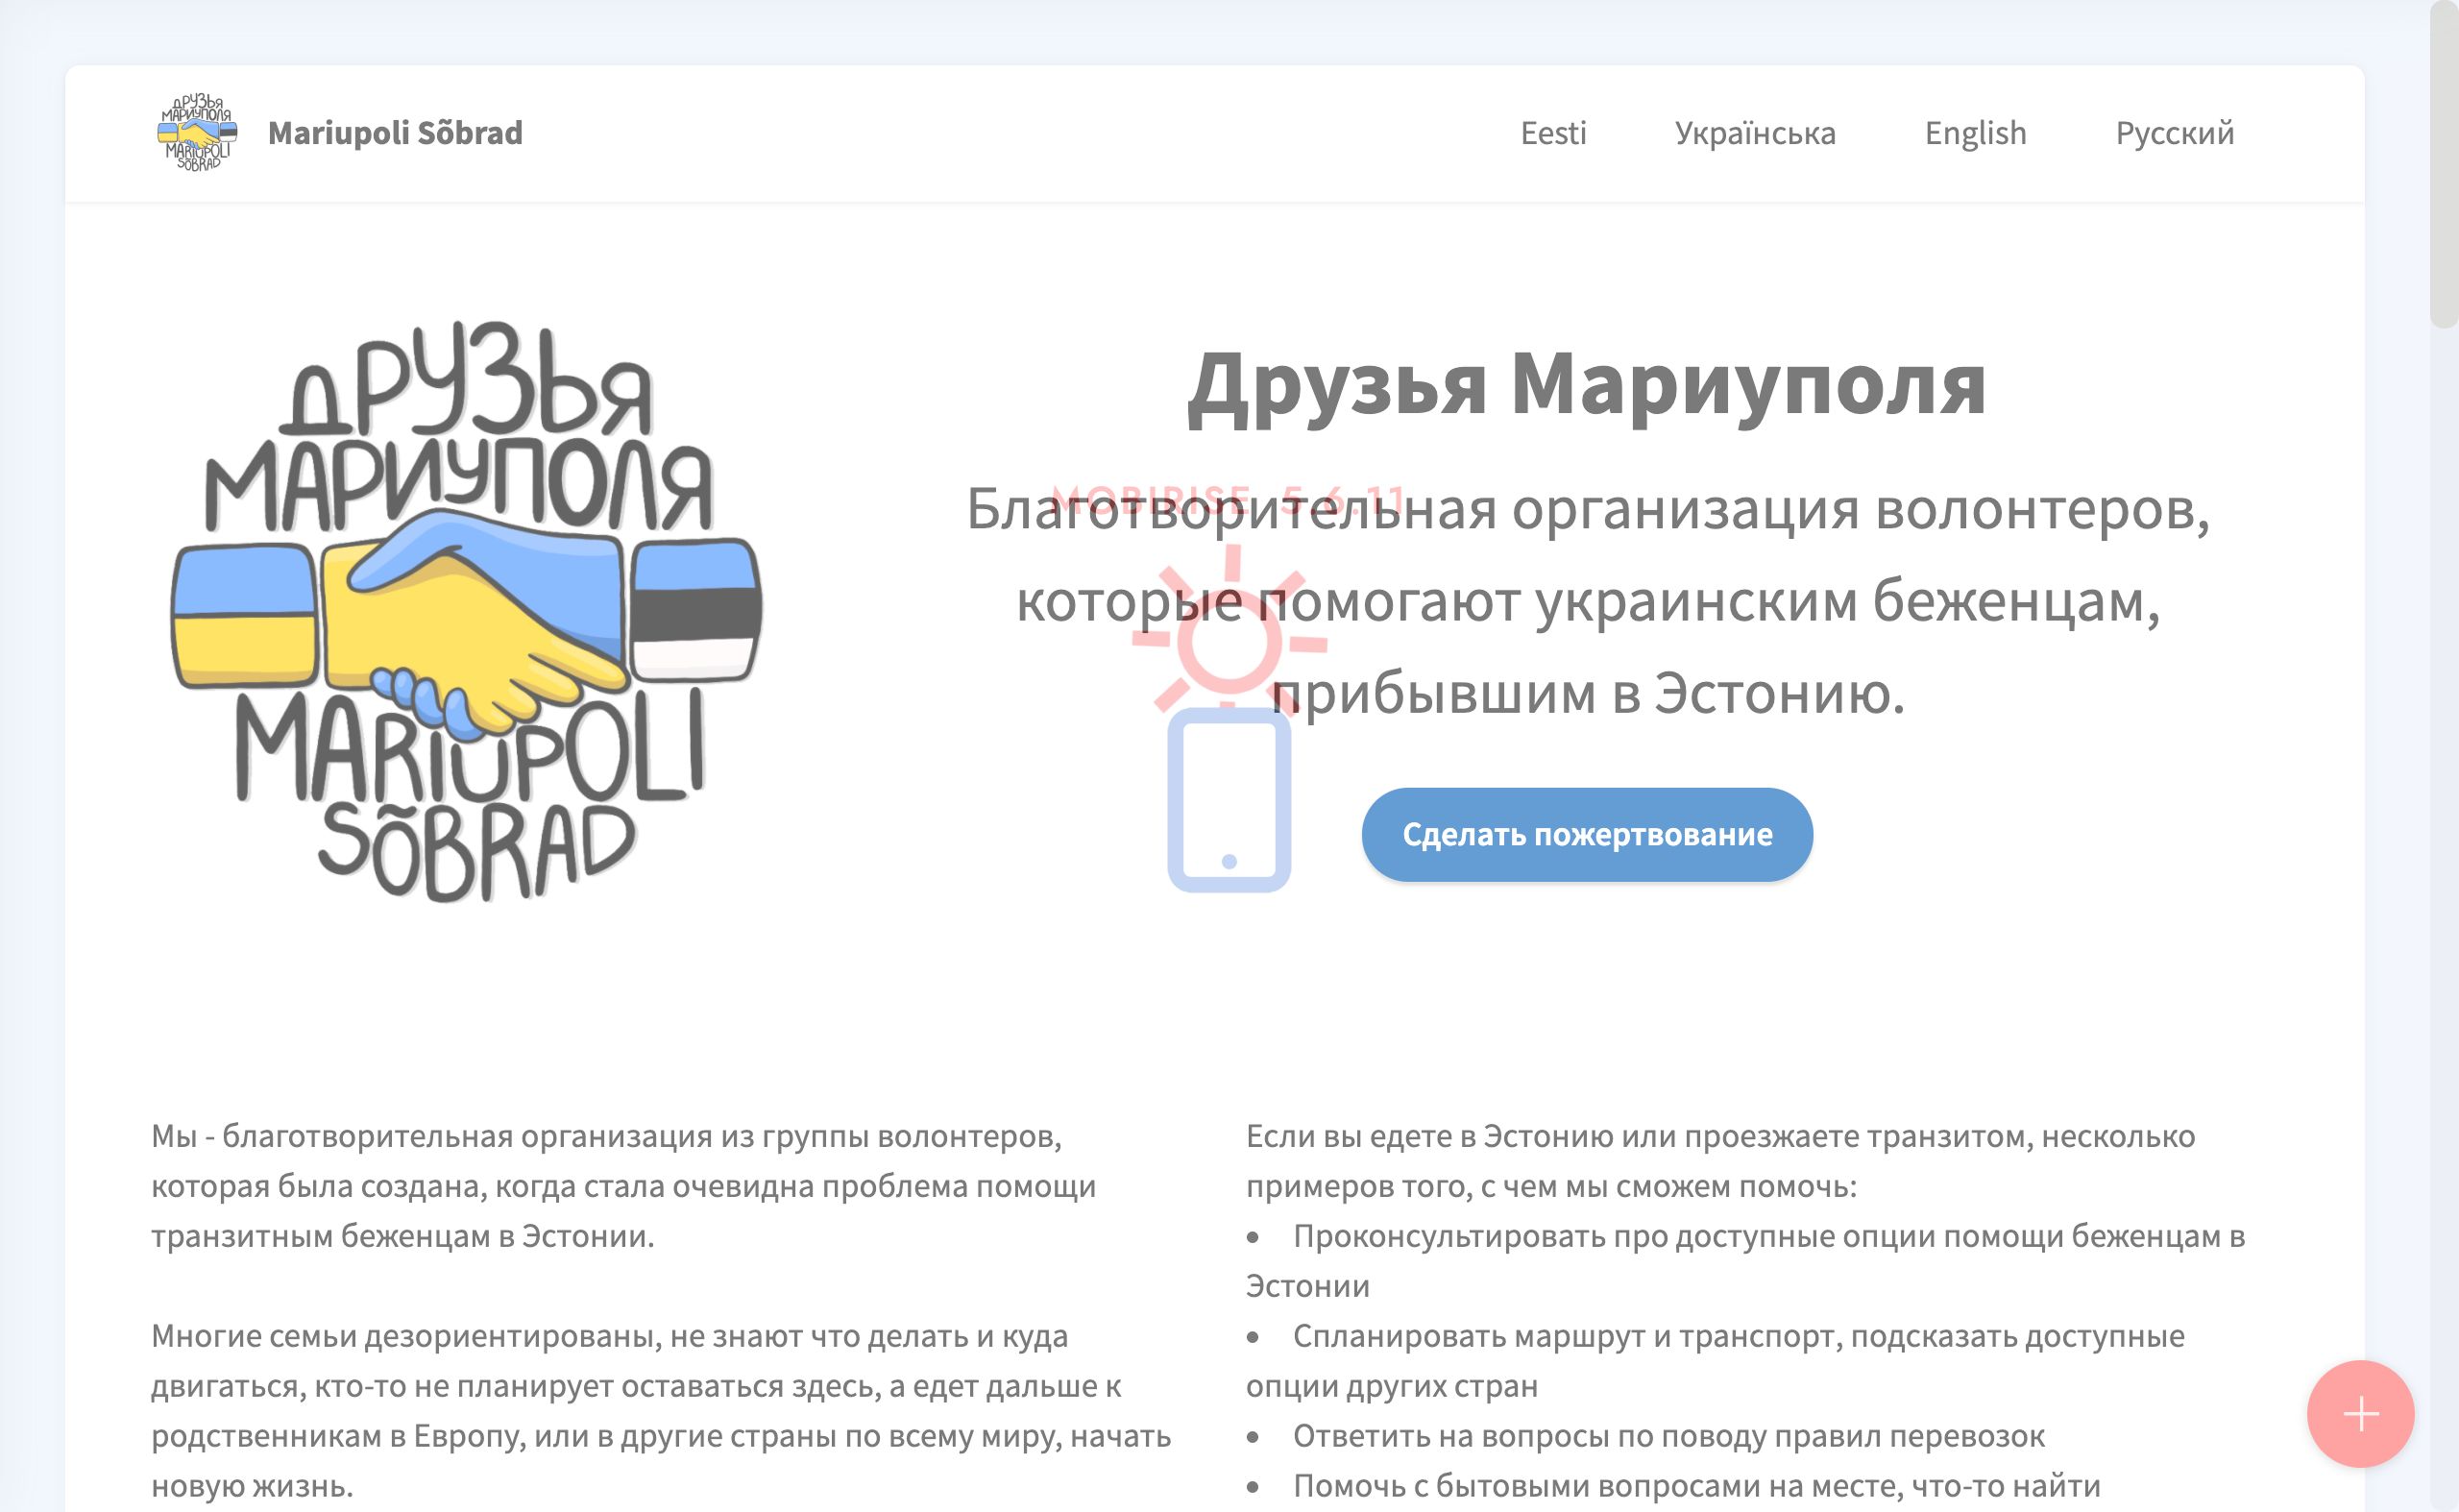 ДРУЗЬЯ
МАРИУПОЛЯ
MARIUPOLI
SÕBRAD
Mariupoli Sõbrad
Eesti
Українська
English
Русский
ДРУЗЬЯ
МАРИУПОЛЯ
MARIUPOLI
SÕBRAD
Друзья Мариуполя
Благотворительная организация волонтеров,
MOBIRISE 5.6.11
которые помогают украинским беженцам,
прибывшим в Эстонию.
Сделать пожертвование
Мы - благотворительная организация из группы волонтеров,
которая была создана, когда стала очевидна проблема помощи
транзитным беженцам в Эстонии.
Многие семьи дезориентированы, не знают что делать и куда
двигаться, кто-то не планирует оставаться здесь, а едет дальше к
родственникам в Европу, или в другие страны по всему миру, начать
новую жизнь.
Если вы едете в Эстонию или проезжаете транзитом, несколько
примеров того, с чем мы сможем помочь:
• Проконсультировать про доступные опции помощи беженцам в
Эстонии
• Спланировать маршрут и транспорт, подсказать доступные
опции других стран
• Ответить на вопросы по поводу правил перевозок
• Помочь с бытовыми вопросами на месте, что-то найти